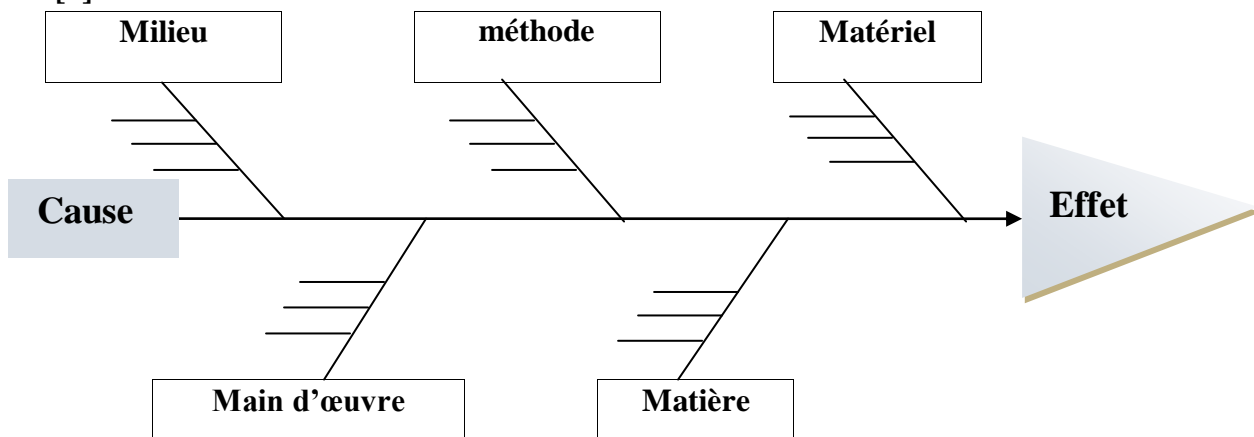 Milieu
méthode
Matériel
Cause
Effet
Main d’œuvre
Matière